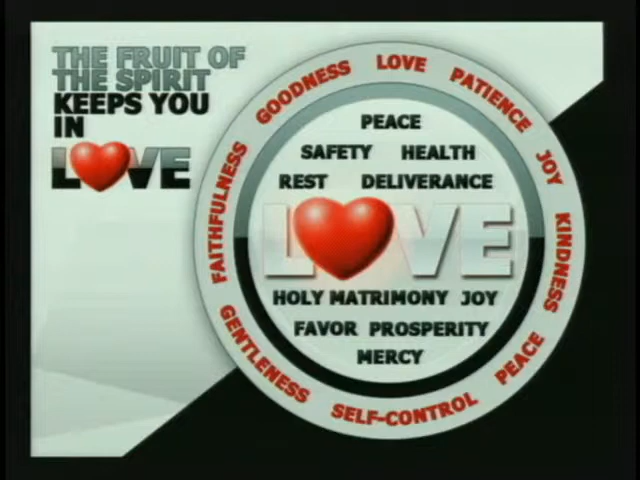 THE FRUIT OF
THE SPIRIT
KEEPS YOU
IN
LOVE
GOODNESS
LOVE
PATIENCE
JOY
KINDNESS
PEACE
SELF-CONTROL
GENTLENESS
FAITHFULNESS
PEACE
SAFETY HEALTH
REST DELIVERANCE
LOVE
HOLY MATRIMONY JOY
FAVOR PROSPERITY
MERCY